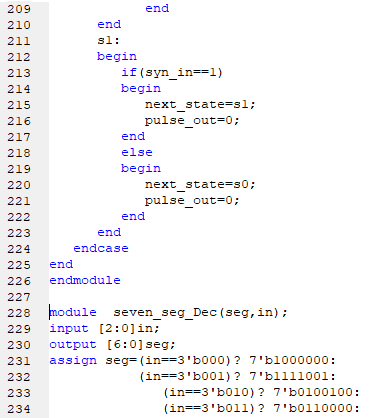 209 end
210 end
211 s1:
212 begin
213 if(syn_in==1)
214 begin
215 next_state=s1;
216 pulse_out=0;
217 end
218 else
219 begin
220 next_state=s0;
221 pulse_out=0;
222 end
223 end
224 endcase
225 end
226 endmodule
227
228 module seven_seg_Dec(seg,in);
229 input [2:0]in;
230 output [6:0]seg;
231 assign seg=(in==3'b000)? 7'b1000000:
232 (in==3'b001)? 7'b1111001:
233 (in==3'b010)? 7'b0100100:
234 (in==3'b011)? 7'b0110000: